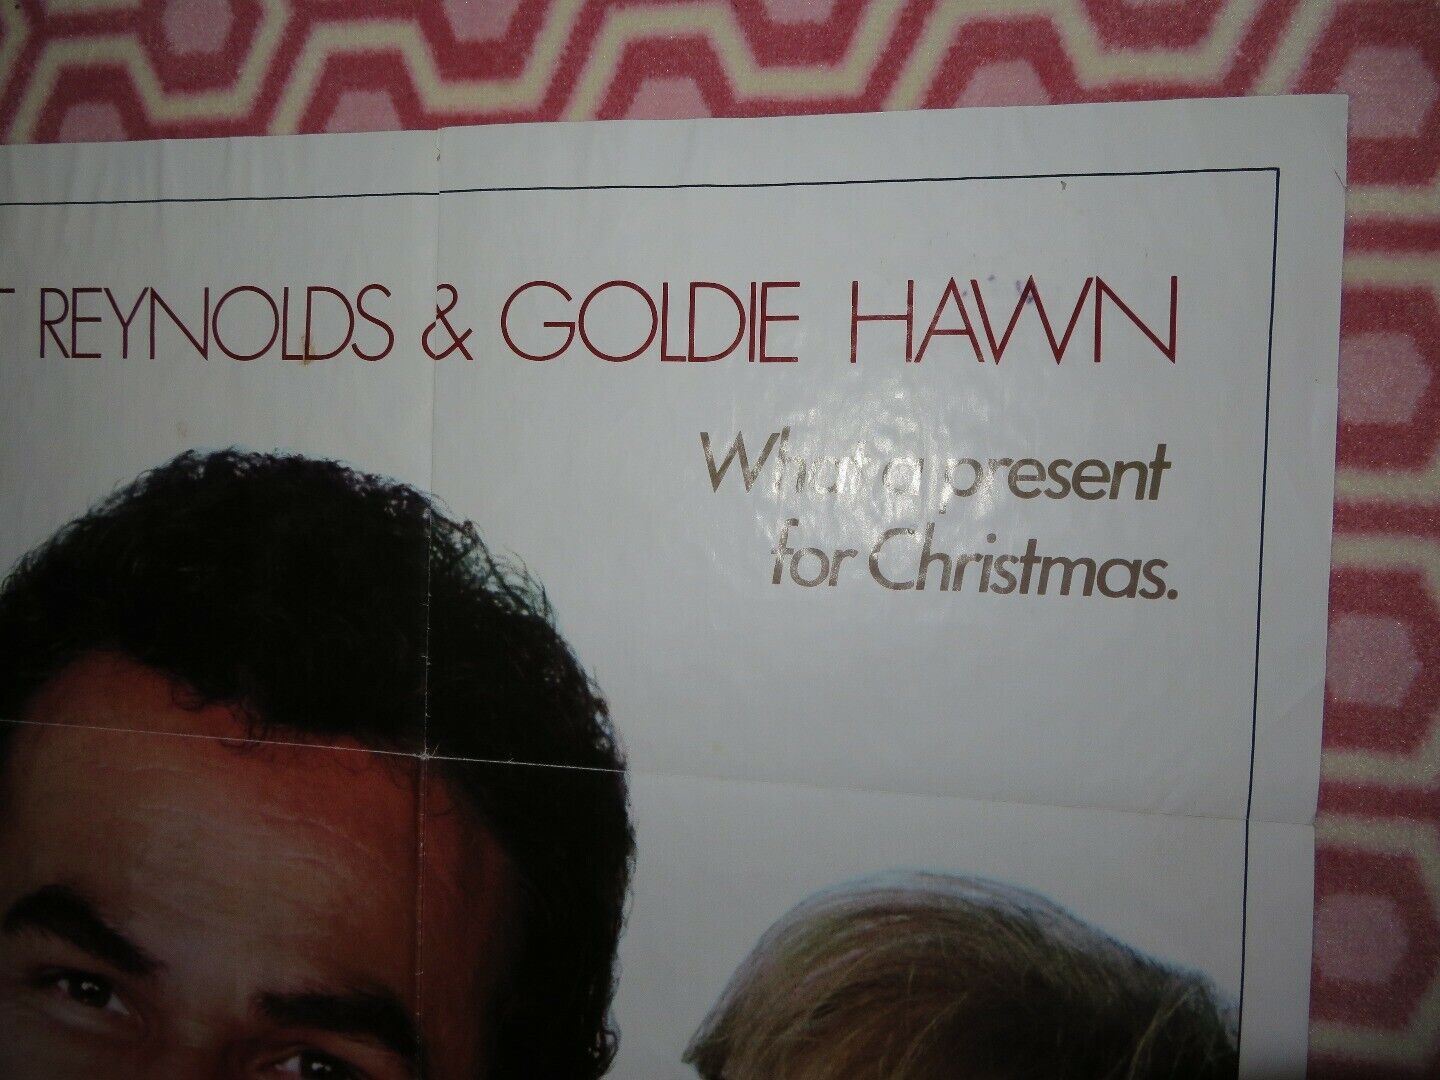 T REYNOLDS & GOLDIE HAWN
What a present
for Christmas.